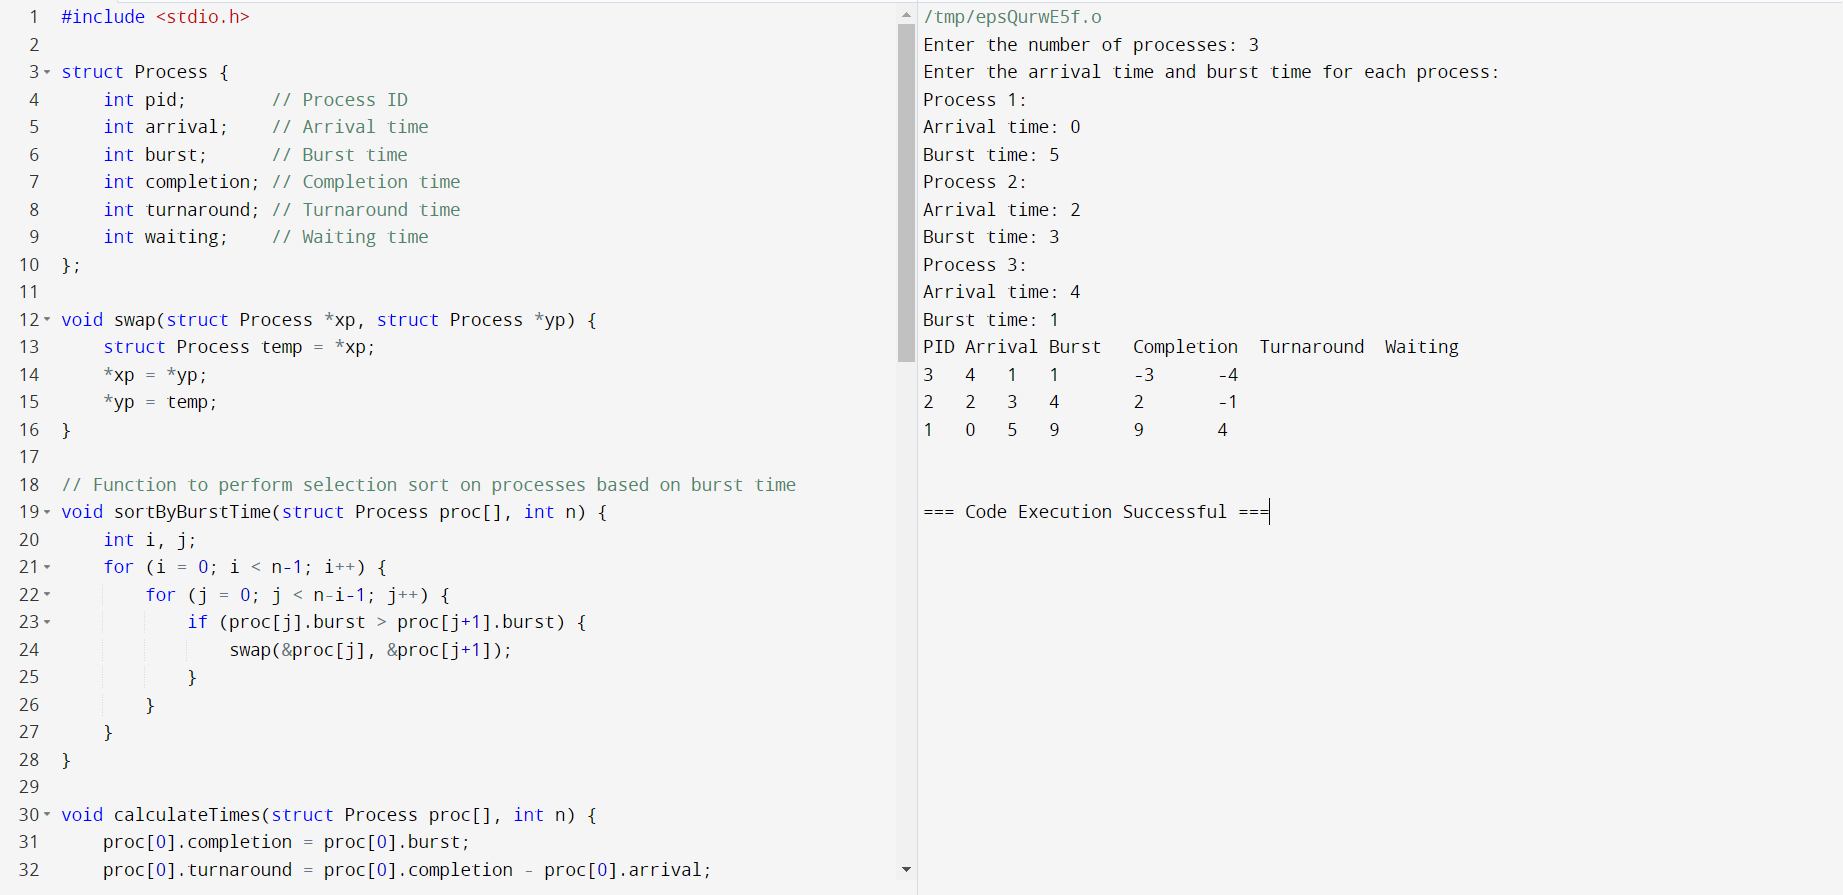 1 #include <stdio.h>
2
3 struct Process {
4     int pid;        // Process ID
5     int arrival;    // Arrival time
6     int burst;      // Burst time
7     int completion; // Completion time
8     int turnaround; // Turnaround time
9     int waiting;    // Waiting time
10 };
11
12 void swap(struct Process *xp, struct Process *yp) {
13     struct Process temp = *xp;
14     *xp = *yp;
15     *yp = temp;
16 }
17
18 // Function to perform selection sort on processes based on burst time
19 void sortByBurstTime(struct Process proc[], int n) {
20     int i, j;
21     for (i = 0; i < n-1; i++) {
22         for (j = 0; j < n-i-1; j++) {
23             if (proc[j].burst > proc[j+1].burst) {
24                 swap(&proc[j], &proc[j+1]);
25             }
26         }
27     }
28 }
29
30 void calculateTimes(struct Process proc[], int n) {
31     proc[0].completion = proc[0].burst;
32     proc[0].turnaround = proc[0].completion - proc[0].arrival;
/tmp/epsQurwE5f.o
Enter the number of processes: 3
Enter the arrival time and burst time for each process:
Process 1:
Arrival time: 0
Burst time: 5
Process 2:
Arrival time: 2
Burst time: 3
Process 3:
Arrival time: 4
Burst time: 1
PID Arrival Burst   Completion  Turnaround  Waiting
3   4   1   1       -3      -4
2   2   3   4       2       -1
1   0   5   9       9       4
=== Code Execution Successful ===